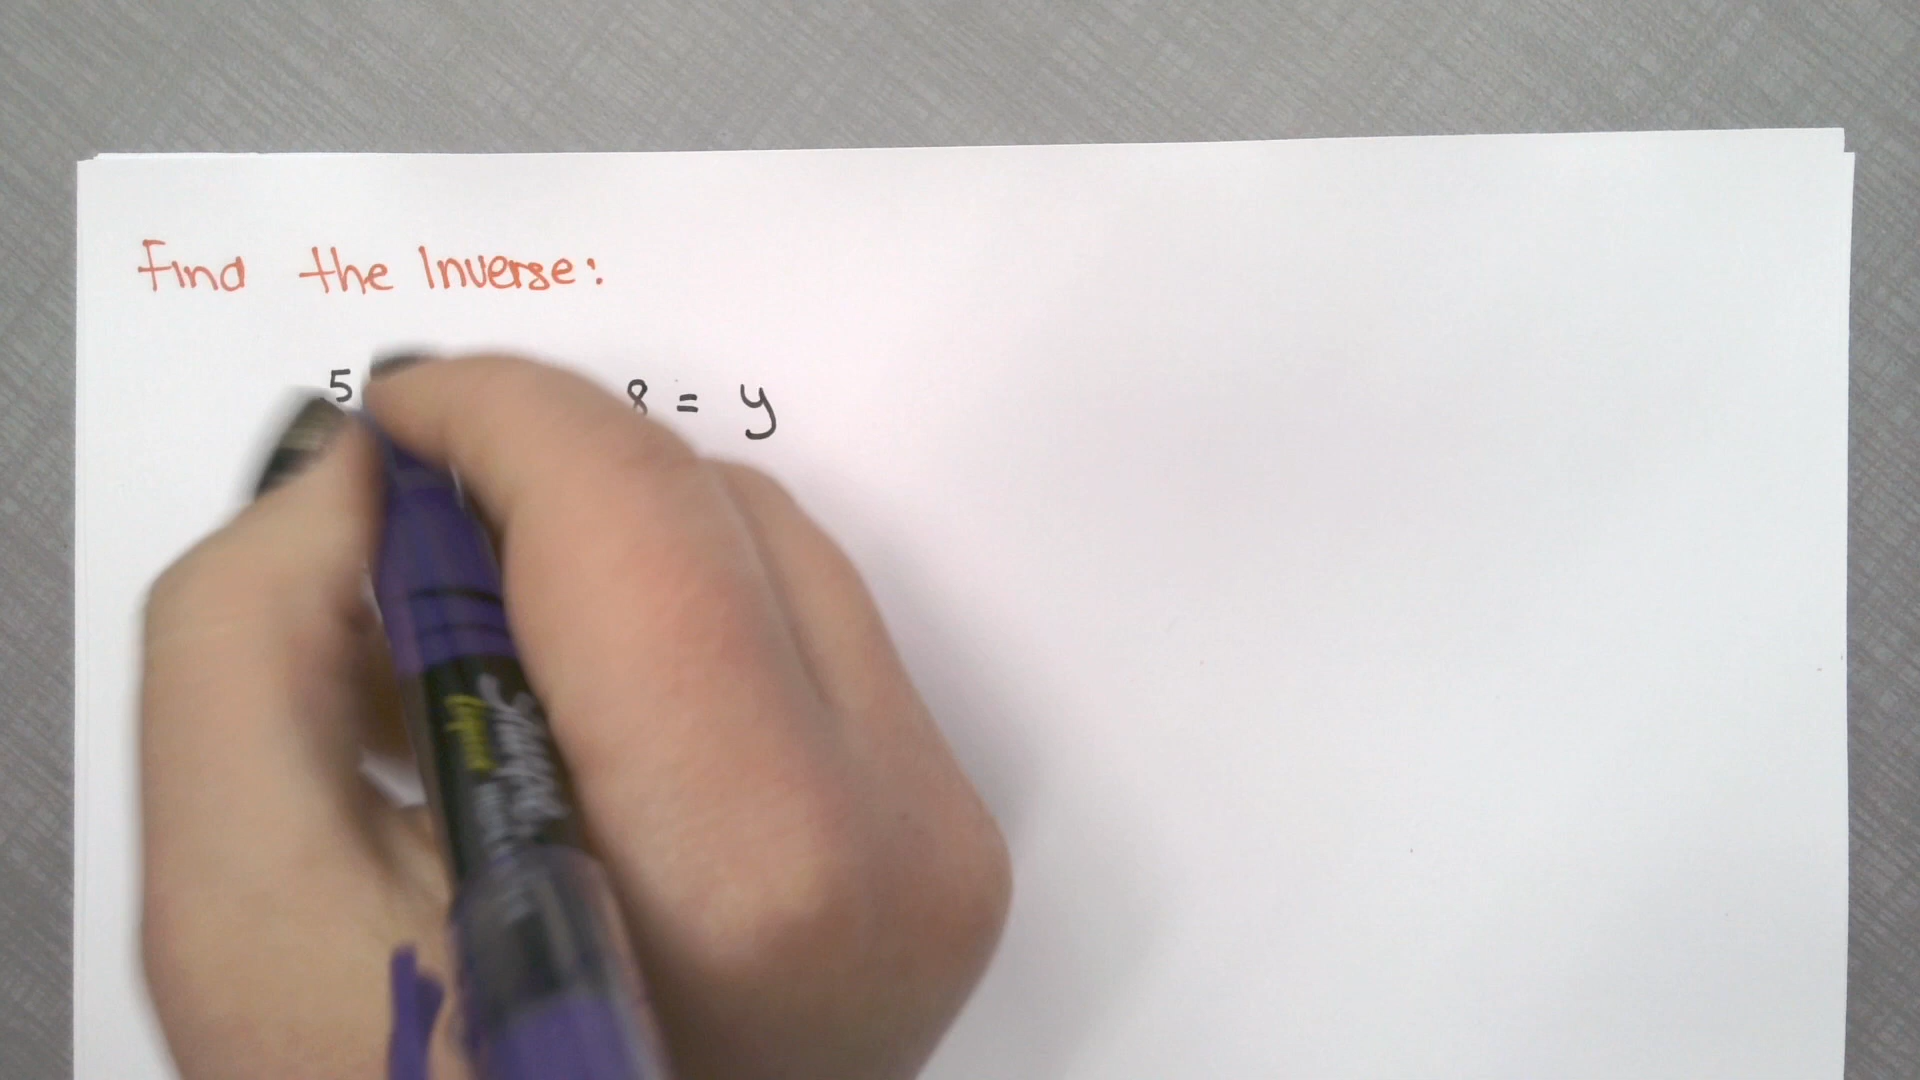 Find the Inverse:
5 8 = y